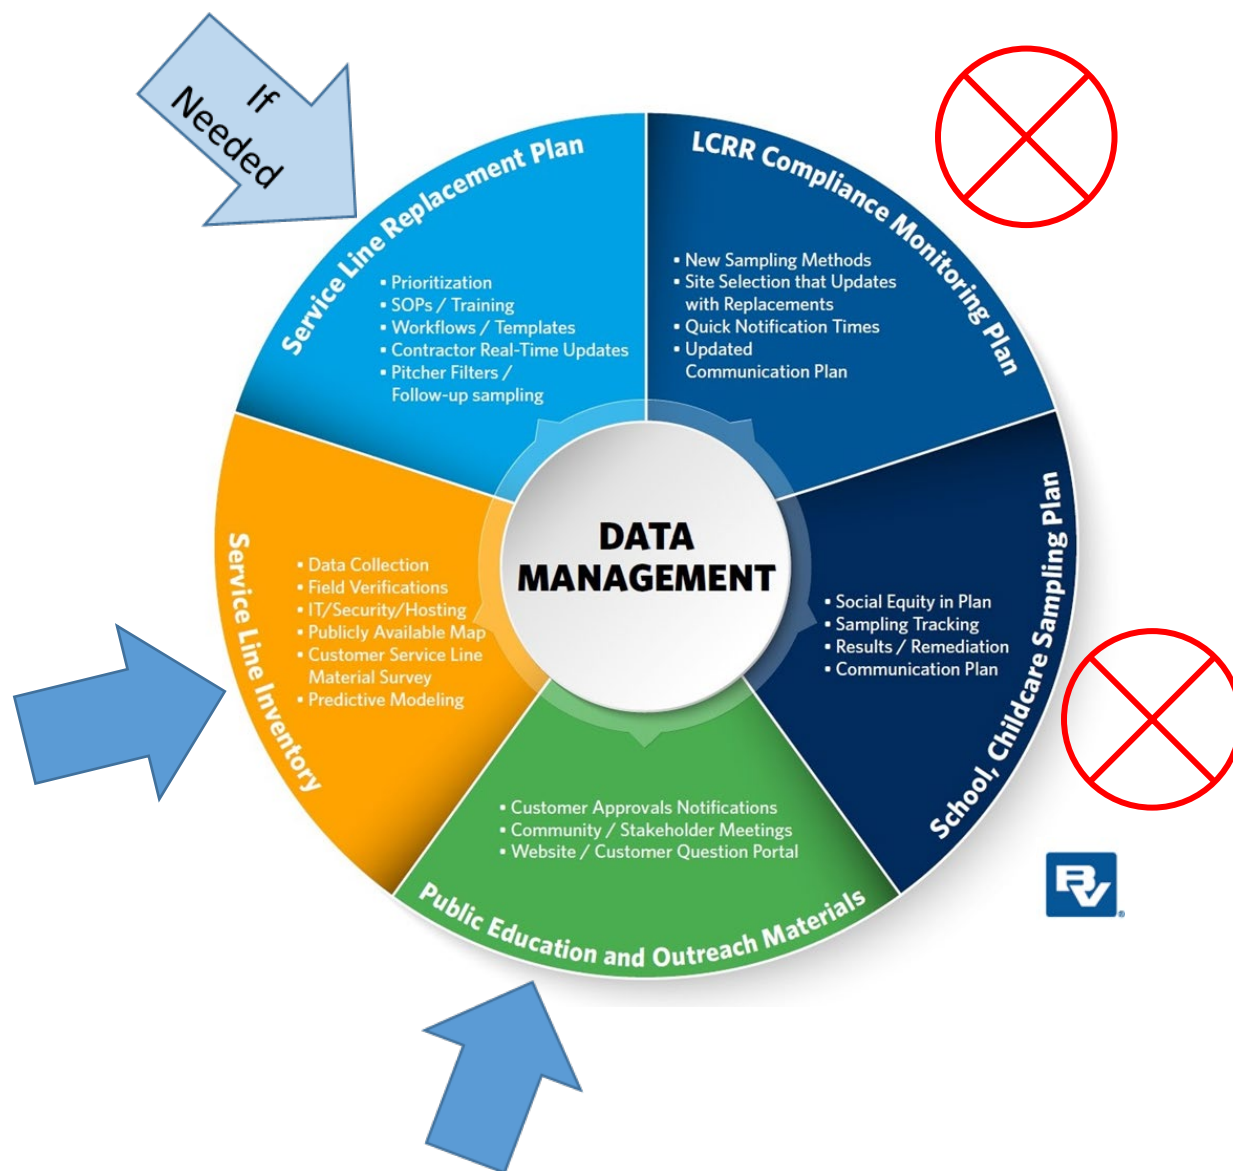 If
Needed
Service Line Replacement Plan
▪ Prioritization
▪ SOPs / Training
▪ Workflows / Templates
▪ Contractor Real-Time Updates
▪ Pitcher Filters /
Follow-up sampling
LCRR Compliance Monitoring Plan
▪ New Sampling Methods
▪ Site Selection that Updates
with Replacements
▪ Quick Notification Times
▪ Updated
Communication Plan
DATA
MANAGEMENT
Service Line Inventory
▪ Data Collection
▪ Field Verifications
▪ IT/Security/Hosting
▪ Publicly Available Map
▪ Customer Service Line
Material Survey
▪ Predictive Modeling
School, Childcare Sampling Plan
▪ Social Equity in Plan
▪ Sampling Tracking
▪ Results / Remediation
▪ Communication Plan
▪ Customer Approvals Notifications
▪ Community / Stakeholder Meetings
▪ Website / Customer Question Portal
Public Education and Outreach Materials
BV
®